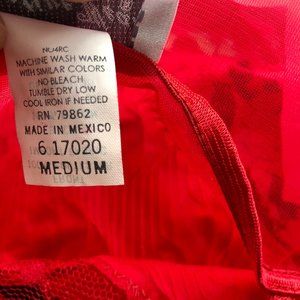 NU4RC
MACHINE WASH WARM
WITH SIMILAR COLORS
NO BLEACH
TUMBLE DRY LOW
COOL IRON IF NEEDED
RN 79862
MADE IN MEXICO
6 17020
MEDIUM